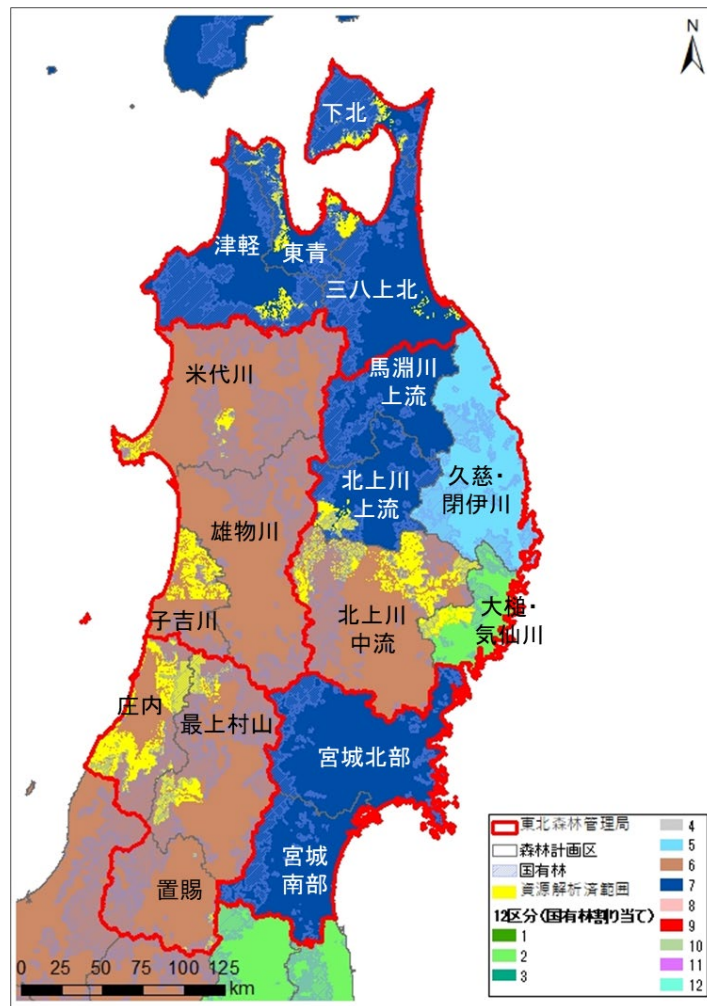 N
下北
津軽
東青
三八上北
米代川
馬淵川
上流
久慈・
閉伊川
北上川
上流
雄物川
子吉川
北上川
中流
大槌・
気仙川
庄内
最上村山
宮城北部
宮城
南部
置賜
東北森林管理局
森林計画区
国有林
資源解析済範囲
12区分(国有林割り当て)
1
2
3
4
5
6
7
8
9
10
11
12
0 25 50 75 100 125
km